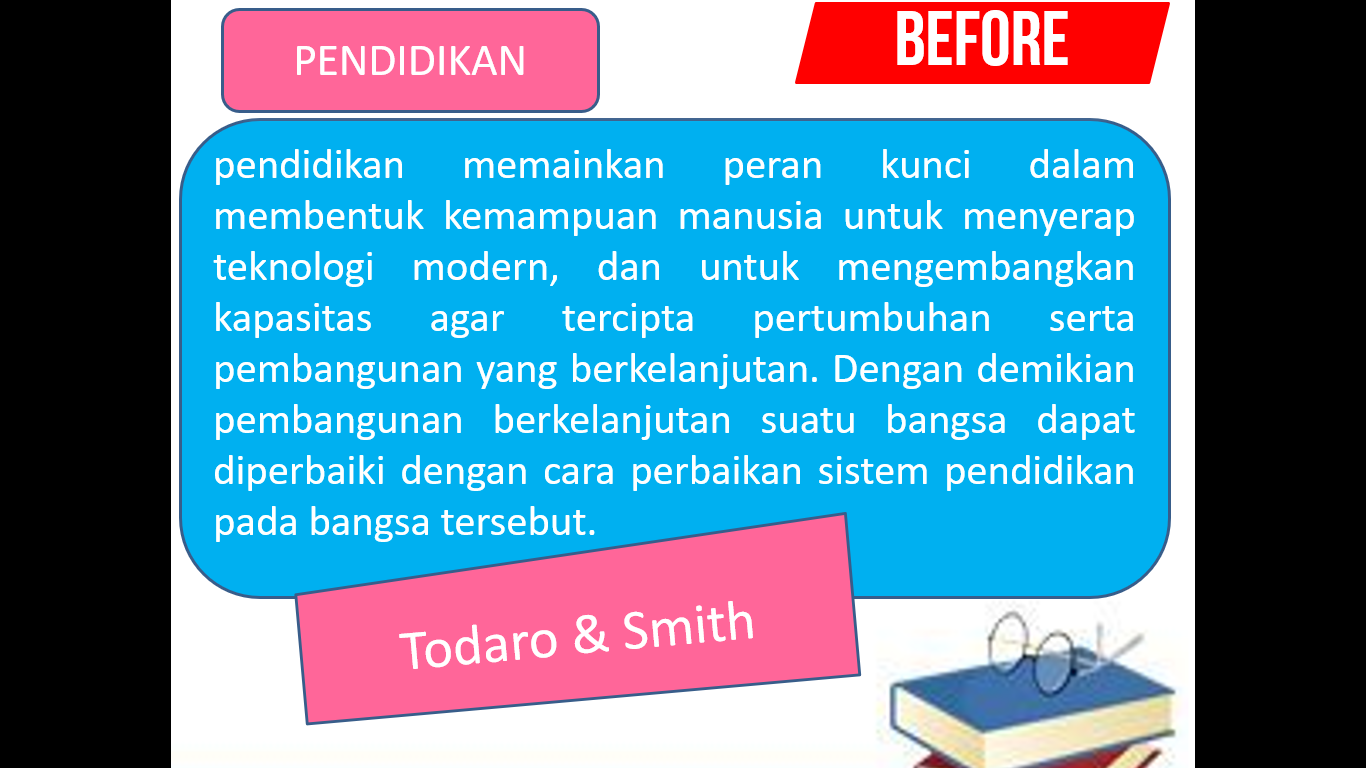 PENDIDIKAN
BEFORE
pendidikan memainkan peran kunci dalam
membentuk kemampuan manusia untuk menyerap
teknologi modern, dan untuk mengembangkan
kapasitas agar tercipta pertumbuhan serta
pembangunan yang berkelanjutan. Dengan demikian
pembangunan berkelanjutan suatu bangsa dapat
diperbaiki dengan cara perbaikan sistem pendidikan
pada bangsa tersebut.
Todaro & Smith